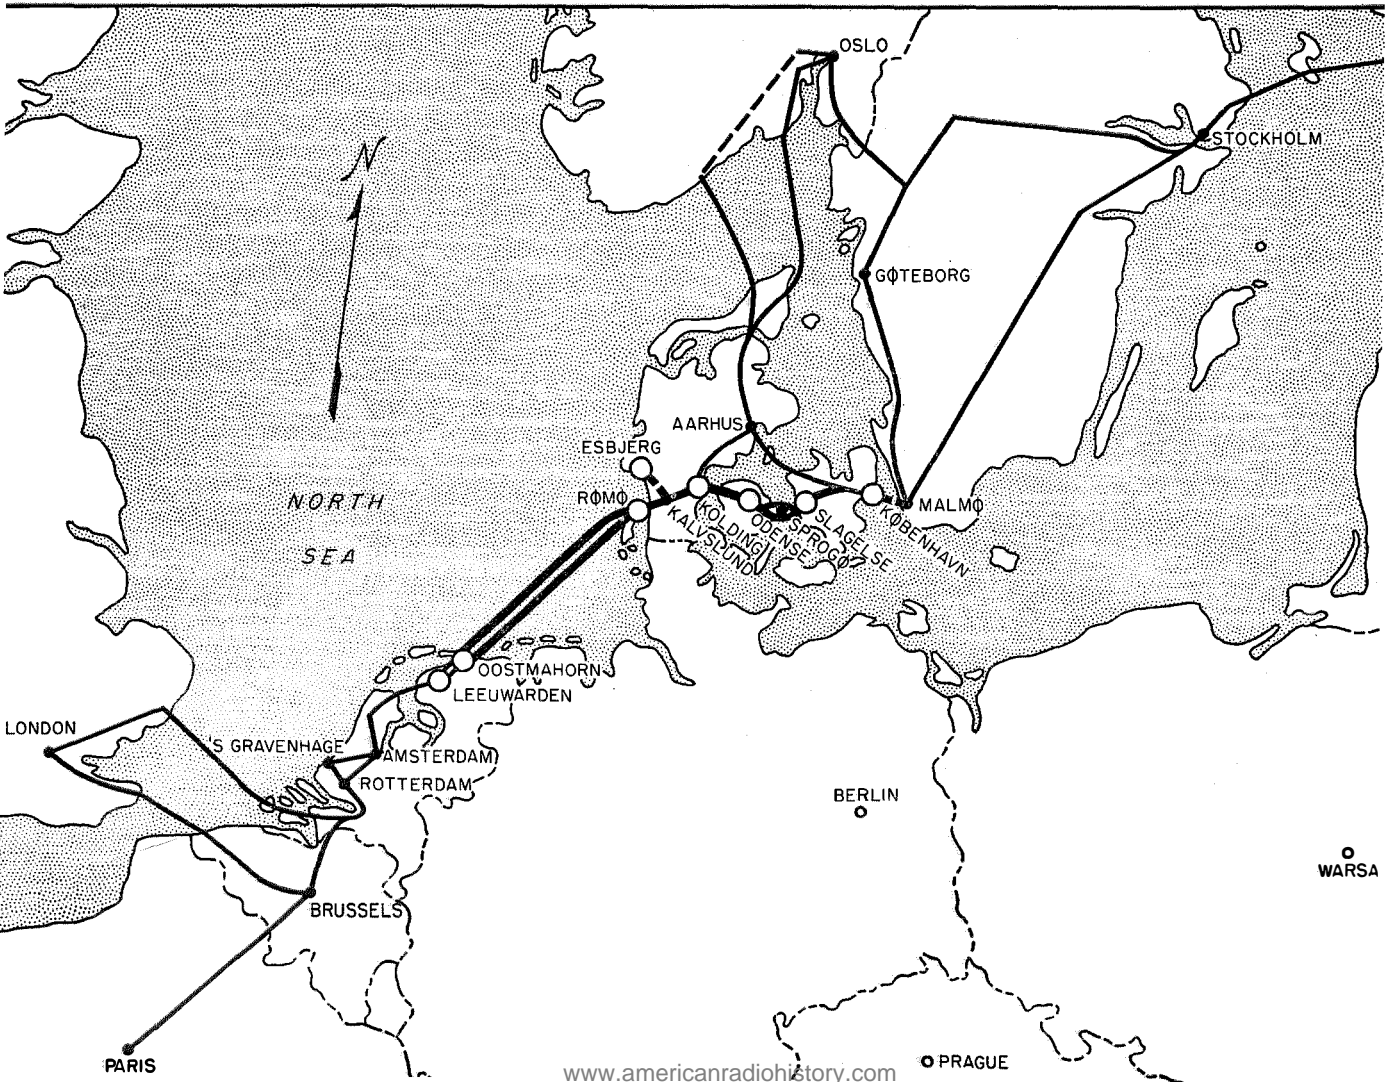 OSLO
N
STOCKHOLM
GØTEBORG
AARHUS
ESBJERG
NORTH
SEA
RØMØ
KOLDING
KALVSLUND
ODENSE
SPROGØ
SLAGELSE
KØBENHAVN
MALMØ
OOSTMAHORN
LEEUWARDEN
LONDON
'S GRAVENHAGE
AMSTERDAM
ROTTERDAM
BERLIN
WARSA
BRUSSELS
PARIS
PRAGUE
www.americanradiohistory.com